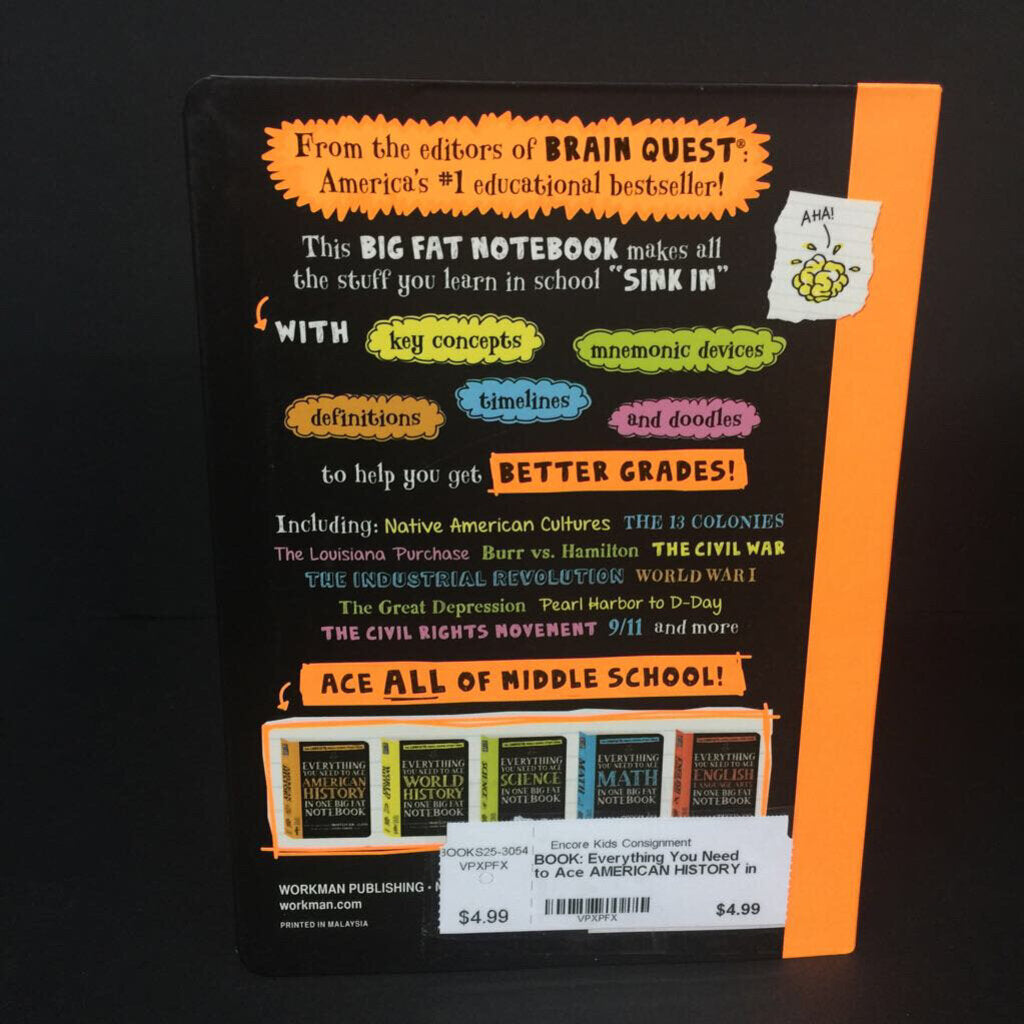 From the editors of BRAIN QUEST®:
America's #1 educational bestseller!
AHA!
This BIG FAT NOTEBOOK makes all
the stuff you learn in school "SINK IN"
WITH key concepts mnemonic devices
definitions timelines and doodles
to help you get BETTER GRADES!
Including: Native American Cultures THE 13 COLONIES
The Louisiana Purchase Burr vs. Hamilton THE CIVIL WAR
THE INDUSTRIAL REVOLUTION WORLD WAR I
The Great Depression Pearl Harbor to D-Day
THE CIVIL RIGHTS MOVEMENT 9/11 and more
ACE ALL OF MIDDLE SCHOOL!
EVERYTHING
YOU NEED TO ACE
AMERICAN
HISTORY
IN ONE BIG FAT
NOTEBOOK
EVERYTHING
YOU NEED TO ACE
WORLD
HISTORY
IN ONE BIG FAT
NOTEBOOK
EVERYTHING
YOU NEED TO ACE
SCIENCE
IN ONE BIG FAT
NOTEBOOK
EVERYTHING
YOU NEED TO ACE
MATH
IN ONE BIG FAT
NOTEBOOK
EVERYTHING
YOU NEED TO ACE
ENGLISH
LANGUAGE ARTS
IN ONE BIG FAT
NOTEBOOK
WORKMAN PUBLISHING •
workman.com
PRINTED IN MALAYSIA
BOOKS25-3054
VPXPFX
$4.99
Encore Kids Consignment
BOOK: Everything You Need
to Ace AMERICAN HISTORY in
VPXPFX
$4.99